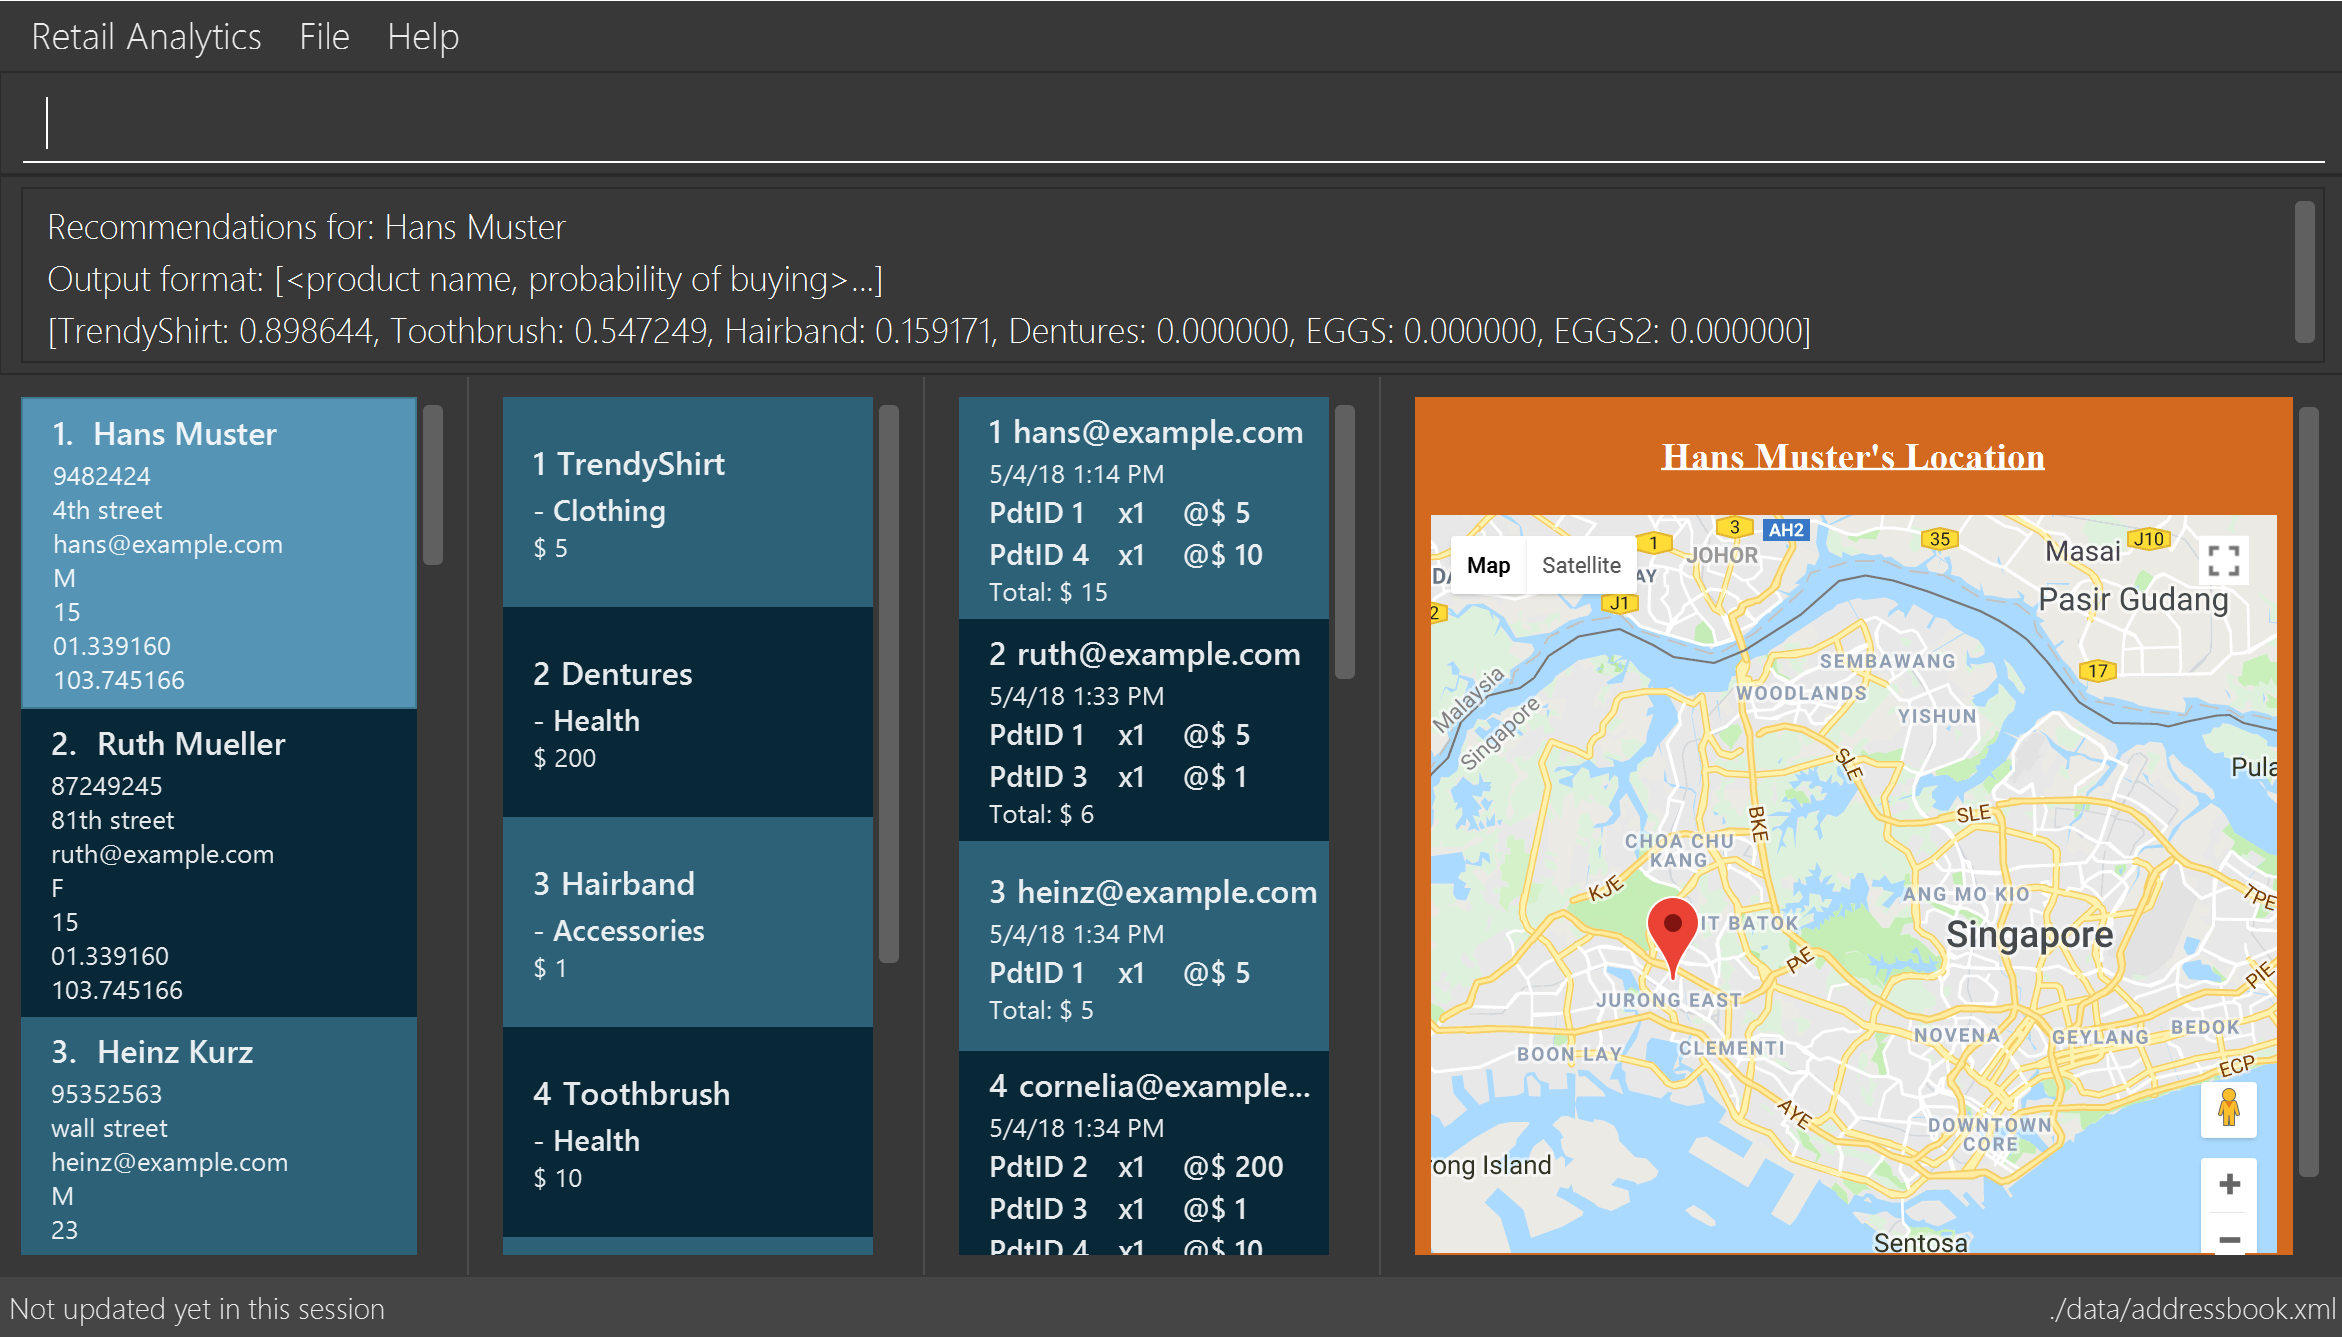 Retail Analytics File Help
Recommendations for: Hans Muster
Output format: [<product name, probability of buying>...]
[TrendyShirt: 0.898644, Toothbrush: 0.547249, Hairband: 0.159171, Dentures: 0.000000, EGGS: 0.000000, EGGS2: 0.000000]
1. Hans Muster
9482424
4th street
hans@example.com
M
15
01.339160
103.745166
2. Ruth Mueller
87249245
81th street
ruth@example.com
F
15
01.339160
103.745166
3. Heinz Kurz
95352563
wall street
heinz@example.com
M
23
1 TrendyShirt
- Clothing
$ 5
2 Dentures
- Health
$ 200
3 Hairband
- Accessories
$ 1
4 Toothbrush
- Health
$ 10
1 hans@example.com
5/4/18 1:14 PM
PdtID 1 x1 @$ 5
PdtID 4 x1 @$ 10
Total: $ 15
2 ruth@example.com
5/4/18 1:33 PM
PdtID 1 x1 @$ 5
PdtID 3 x1 @$ 1
Total: $ 6
3 heinz@example.com
5/4/18 1:34 PM
PdtID 1 x1 @$ 5
Total: $ 5
4 cornelia@example...
5/4/18 1:34 PM
PdtID 2 x1 @$ 200
PdtID 3 x1 @$ 1
PdtID 4 x1 @$ 10
Hans Muster's Location
Map Satellite
3 AH2
1
JOHOR
35
Masai J10
J1
2
Pasir Gudang
17
SEMBAWANG
WOODLANDS
YISHUN
Malaysia
Singapore
SLE
Pula
BKE
SLE
CHOA CHU
KANG
KJE
ANG MO KIO
TPE
IT BATOK
Singapore
PIE
PIE
JURONG EAST
NOVENA
GEYLANG
BEDOK
BOON LAY
CLEMENTI
ECP
AYE
DOWNTOWN
CORE
rong Island
Sentosa
Not updated yet in this session
./data/addressbook.xml